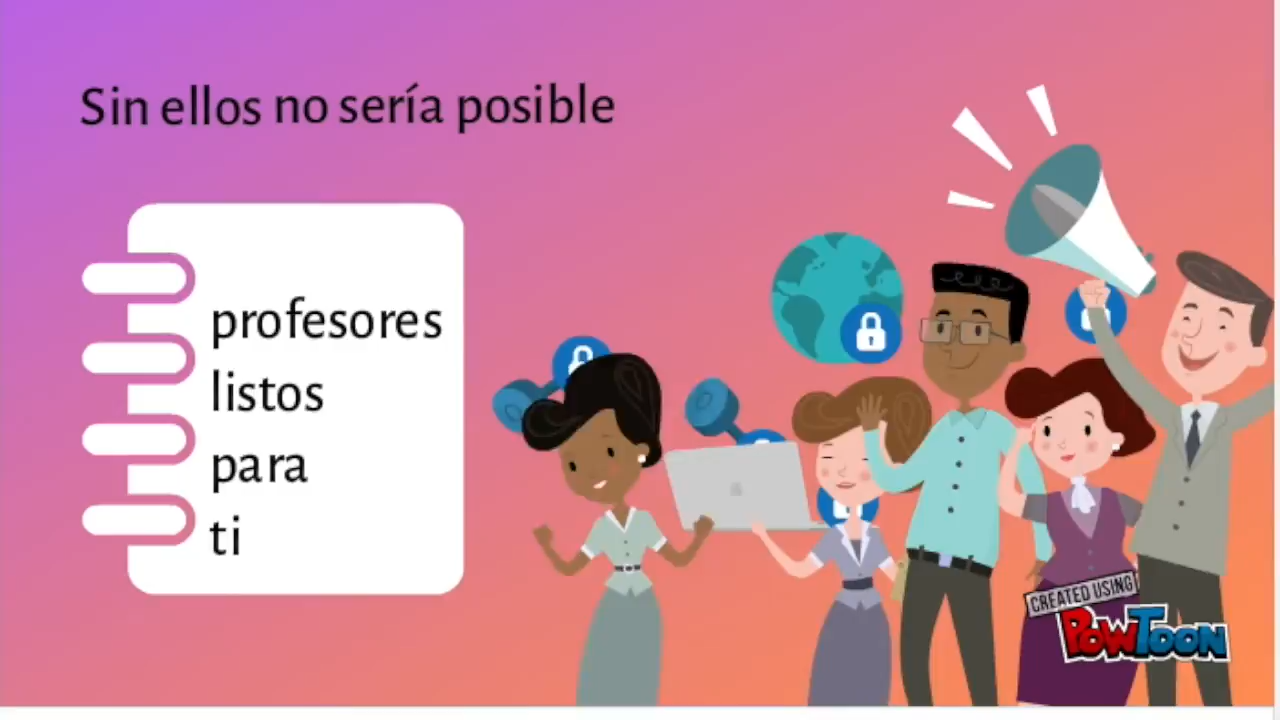 Sin ellos no sería posible
profesores
listos
para
ti
CREATED USING
POWTOON